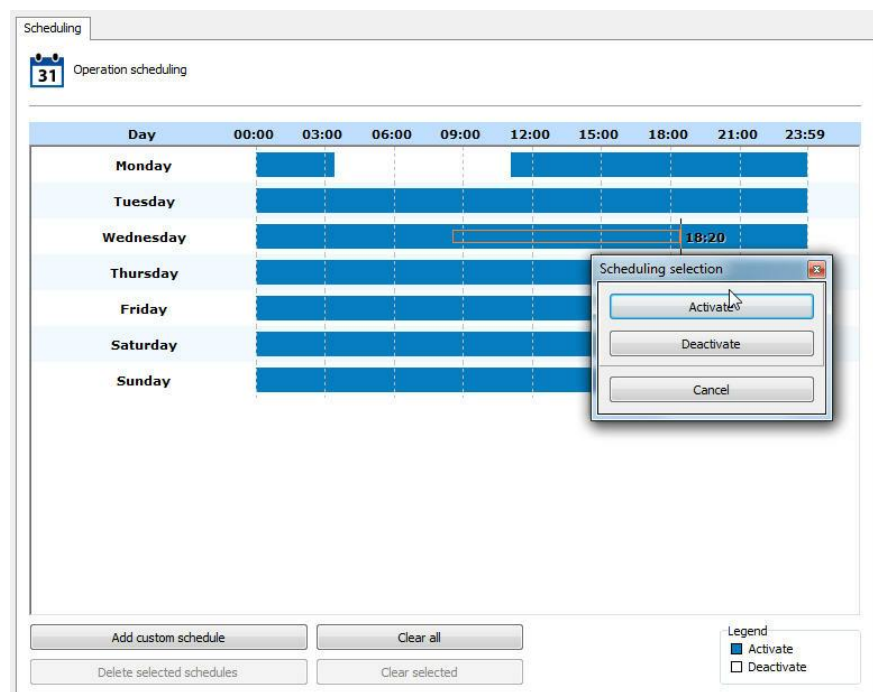 Scheduling
31 Operation scheduling
Day 00:00 03:00 06:00 09:00 12:00 15:00 18:00 21:00 23:59
Monday
Tuesday
Wednesday 18:20
Thursday
Friday
Saturday
Sunday
Scheduling selection
Activate
Deactivate
Cancel
Add custom schedule Clear all
Delete selected schedules Clear selected
Legend
Activate
Deactivate